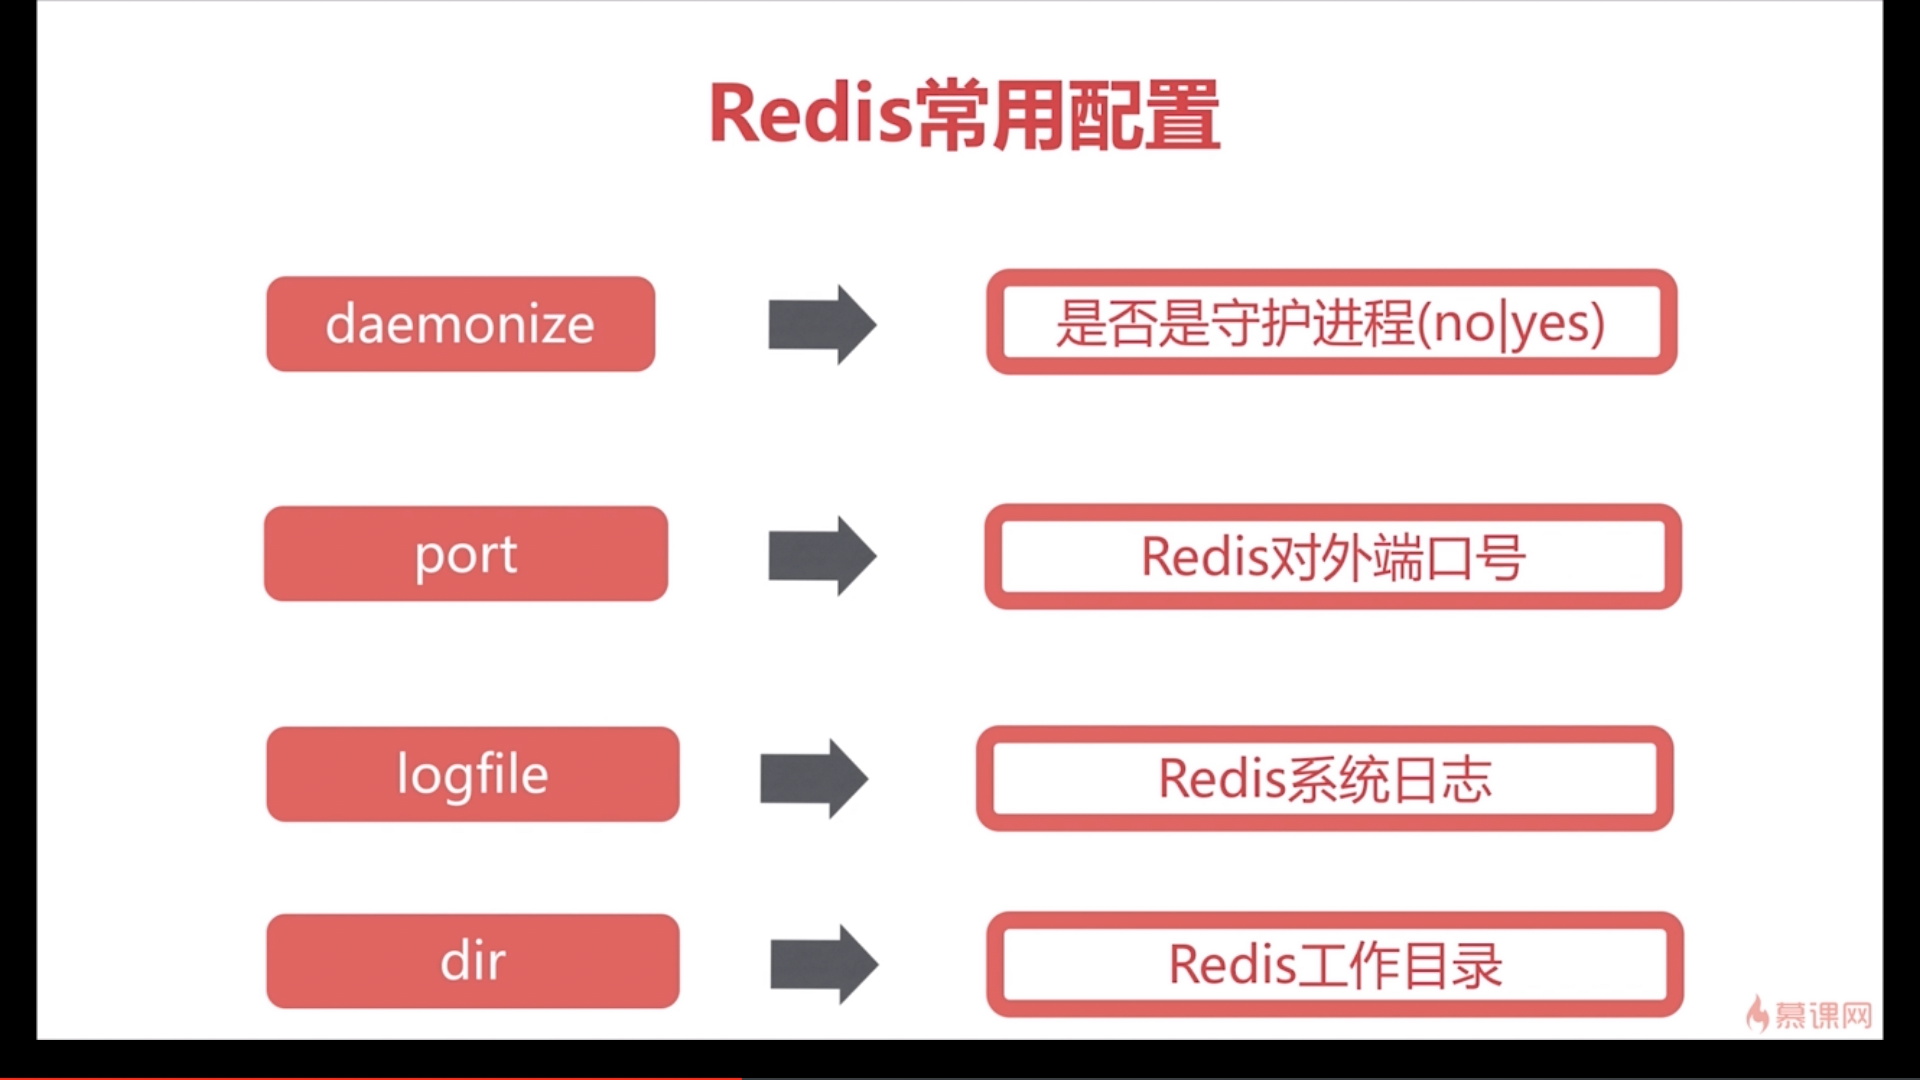 Redis常用配置
daemonize
是否是守护进程(no|yes)
port
Redis对外端口号
logfile
Redis系统日志
dir
Redis工作目录
慕课网